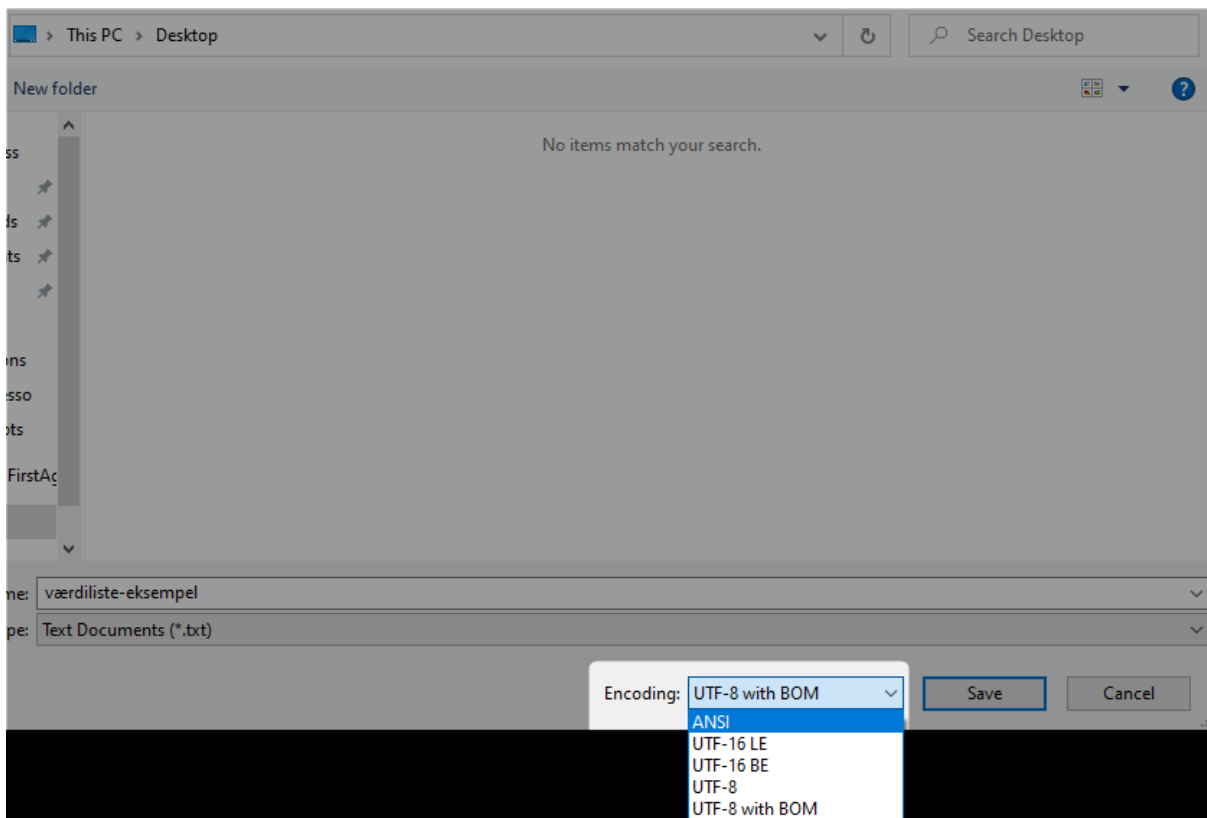 This PC > Desktop
Search Desktop
New folder
No items match your search.
ss
ds
ts
ons
esso
ots
FirstAg
me: værdiliste-eksempel
pe: Text Documents (*.txt)
Encoding: UTF-8 with BOM
Save
Cancel
ANSI
UTF-16 LE
UTF-16 BE
UTF-8
UTF-8 with BOM